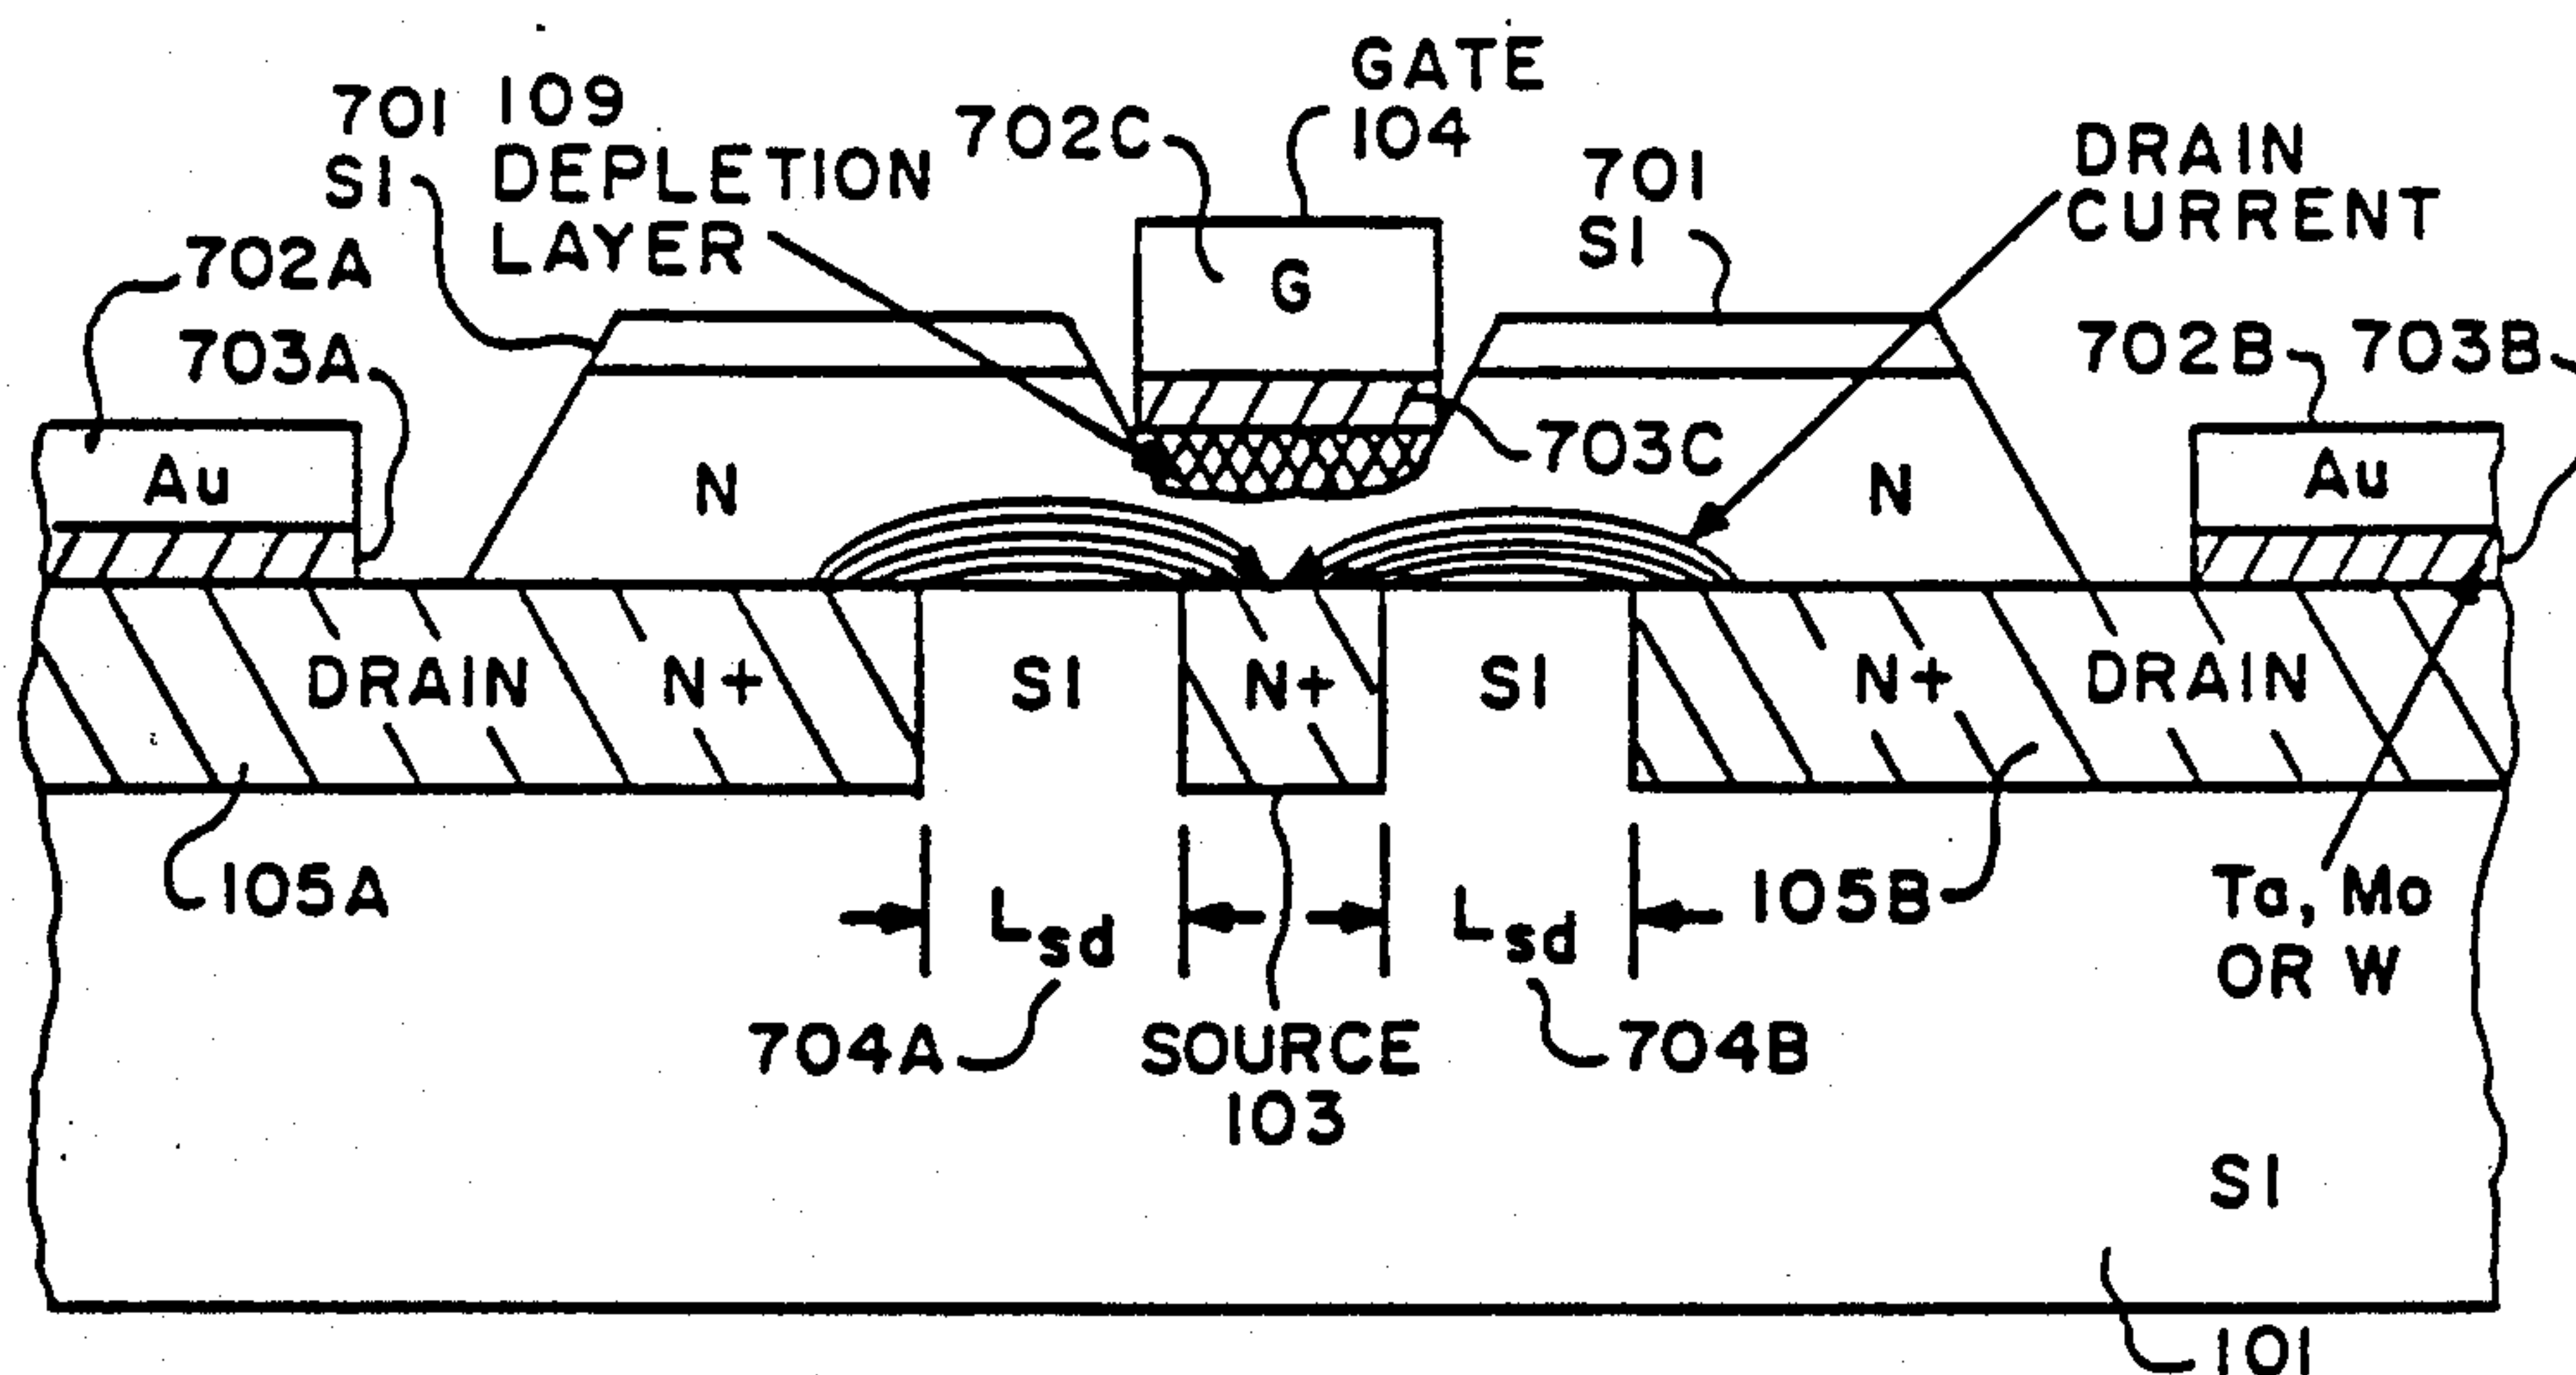 GATE
104
701
SI
109
DEPLETION
LAYER
702C
701
SI
DRAIN
CURRENT
702A
703A
G
702B
703B
703C
Au
N
N
Au
DRAIN
N+
SI
N+
SI
N+
DRAIN
105A
Lsd
Lsd
105B
Ta, Mo
OR W
704A
SOURCE
103
704B
SI
101